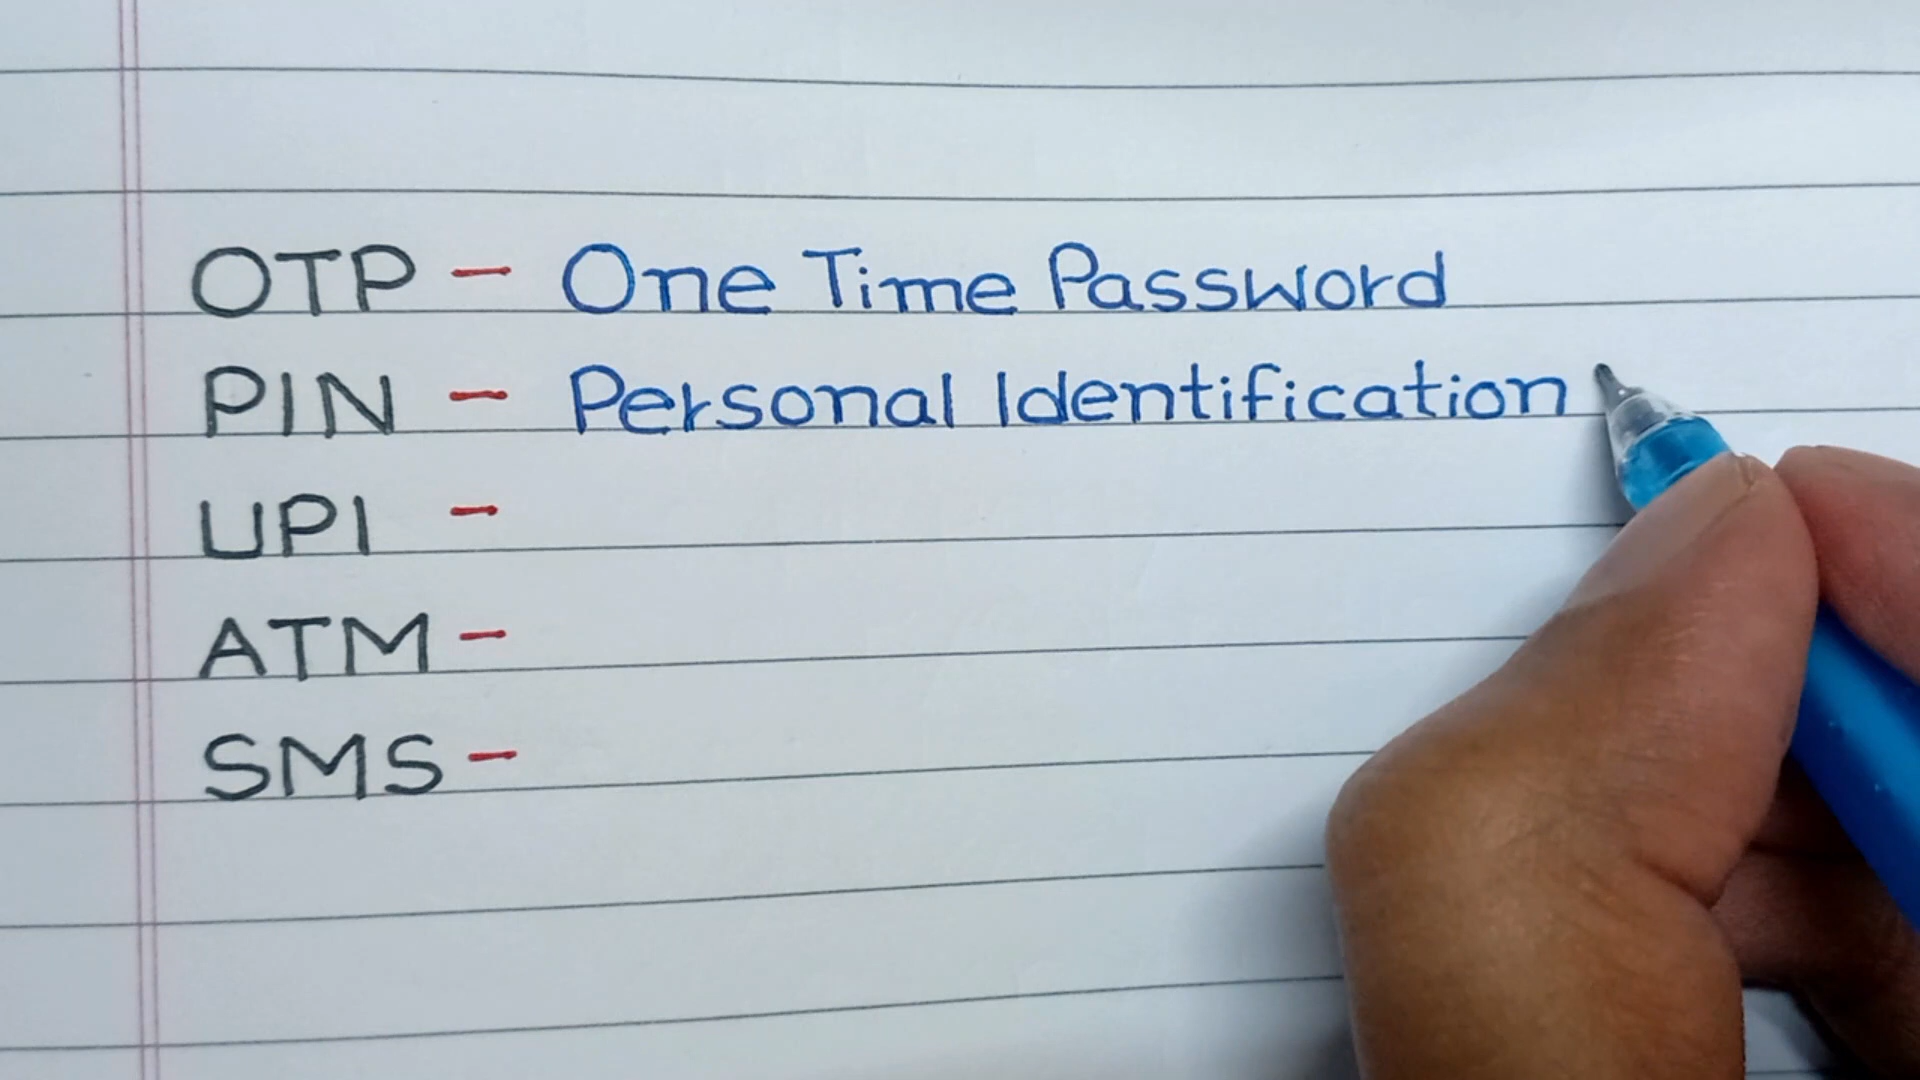 OTP - One Time Password
PIN - Personal Identification
UPI -
ATM -
SMS -